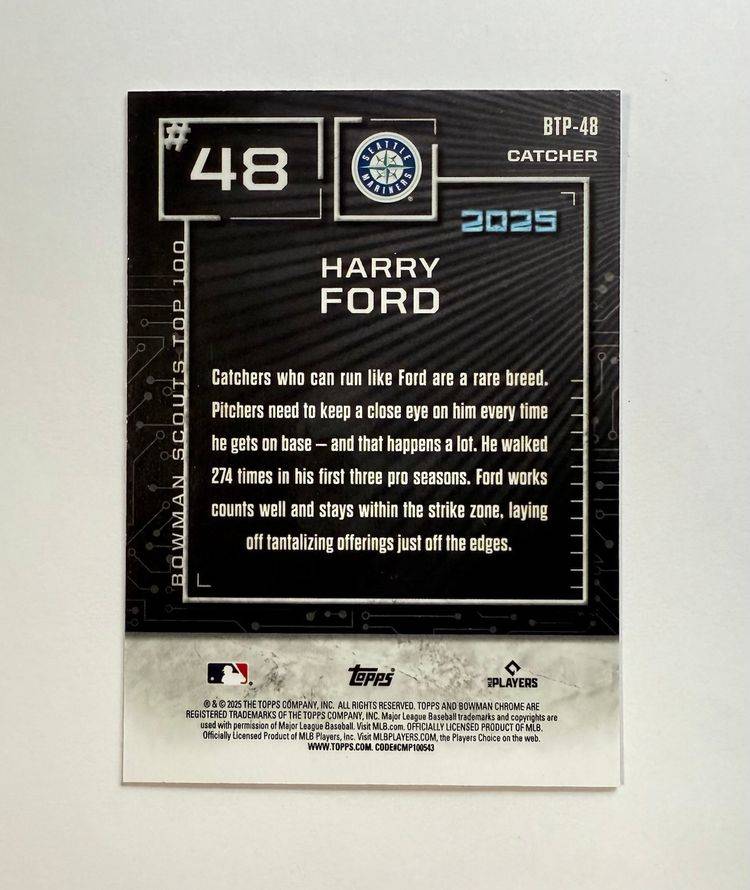 #48
SEATTLE MARINERS
BTP-48
CATCHER
2025
HARRY
FORD
BOWMAN SCOUTS TOP 100
Catchers who can run like Ford are a rare breed.
Pitchers need to keep a close eye on him every time
he gets on base – and that happens a lot. He walked
274 times in his first three pro seasons. Ford works
counts well and stays within the strike zone, laying
off tantalizing offerings just off the edges.
Topps
MLB PLAYERS
® & © 2025 THE TOPPS COMPANY, INC. ALL RIGHTS RESERVED. TOPPS AND BOWMAN CHROME ARE
REGISTERED TRADEMARKS OF THE TOPPS COMPANY, INC. Major League Baseball trademarks and copyrights are
used with permission of Major League Baseball. Visit MLB.com. OFFICIALLY LICENSED PRODUCT OF MLB.
Officially Licensed Product of MLB Players, Inc. Visit MLBPLAYERS.COM, the Players Choice on the web.
WWW.TOPPS.COM. CODE#CMP100543